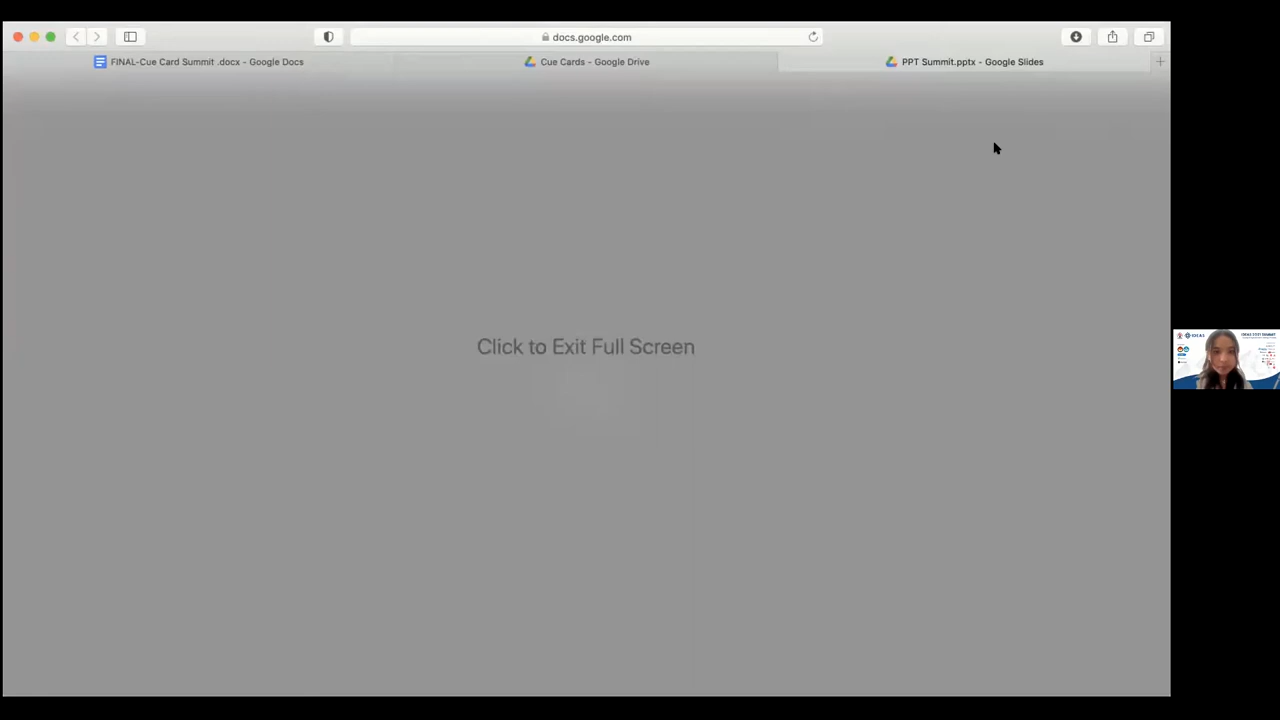 docs.google.com
FINAL-Cue Card Summit .docx - Google Docs
Cue Cards - Google Drive
PPT Summit.pptx - Google Slides
Click to Exit Full Screen
IDEAS